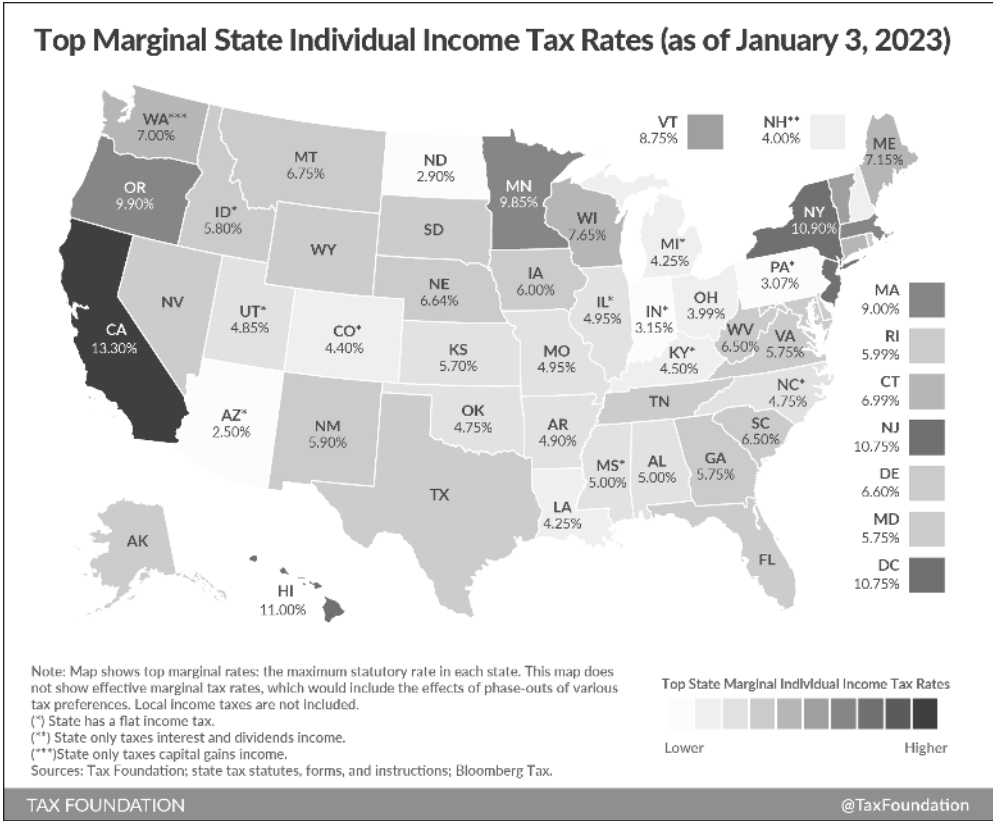 Top Marginal State Individual Income Tax Rates (as of January 3, 2023)
WA***
7.00%
MT
6.75%
ND
2.90%
MN
9.85%
VT
8.75%
NH**
4.00%
ME
7.15%
OR
9.90%
ID*
5.80%
WY
SD
WI
7.65%
MI*
4.25%
NY
10.90%
PA*
3.07%
NV
UT*
4.85%
CO*
4.40%
NE
6.64%
IA
6.00%
IL*
4.95%
IN*
3.15%
OH
3.99%
WV
6.50%
VA
5.75%
CA
13.30%
KS
5.70%
MO
4.95%
KY*
4.50%
NC*
4.75%
TN
SC
6.50%
AZ*
2.50%
NM
5.90%
OK
4.75%
AR
4.90%
MS*
5.00%
AL
5.00%
GA
5.75%
TX
LA
4.25%
FL
AK
HI
11.00%
MA
9.00%
RI
5.99%
CT
6.99%
NJ
10.75%
DE
6.60%
MD
5.75%
DC
10.75%
Note: Map shows top marginal rates: the maximum statutory rate in each state. This map does
not show effective marginal tax rates, which would include the effects of phase-outs of various
tax preferences. Local income taxes are not included.
(*) State has a flat income tax.
(**) State only taxes interest and dividends income.
(***)State only taxes capital gains income.
Sources: Tax Foundation; state tax statutes, forms, and instructions; Bloomberg Tax.
Top State Marginal Individual Income Tax Rates
Lower Higher
TAX FOUNDATION @TaxFoundation